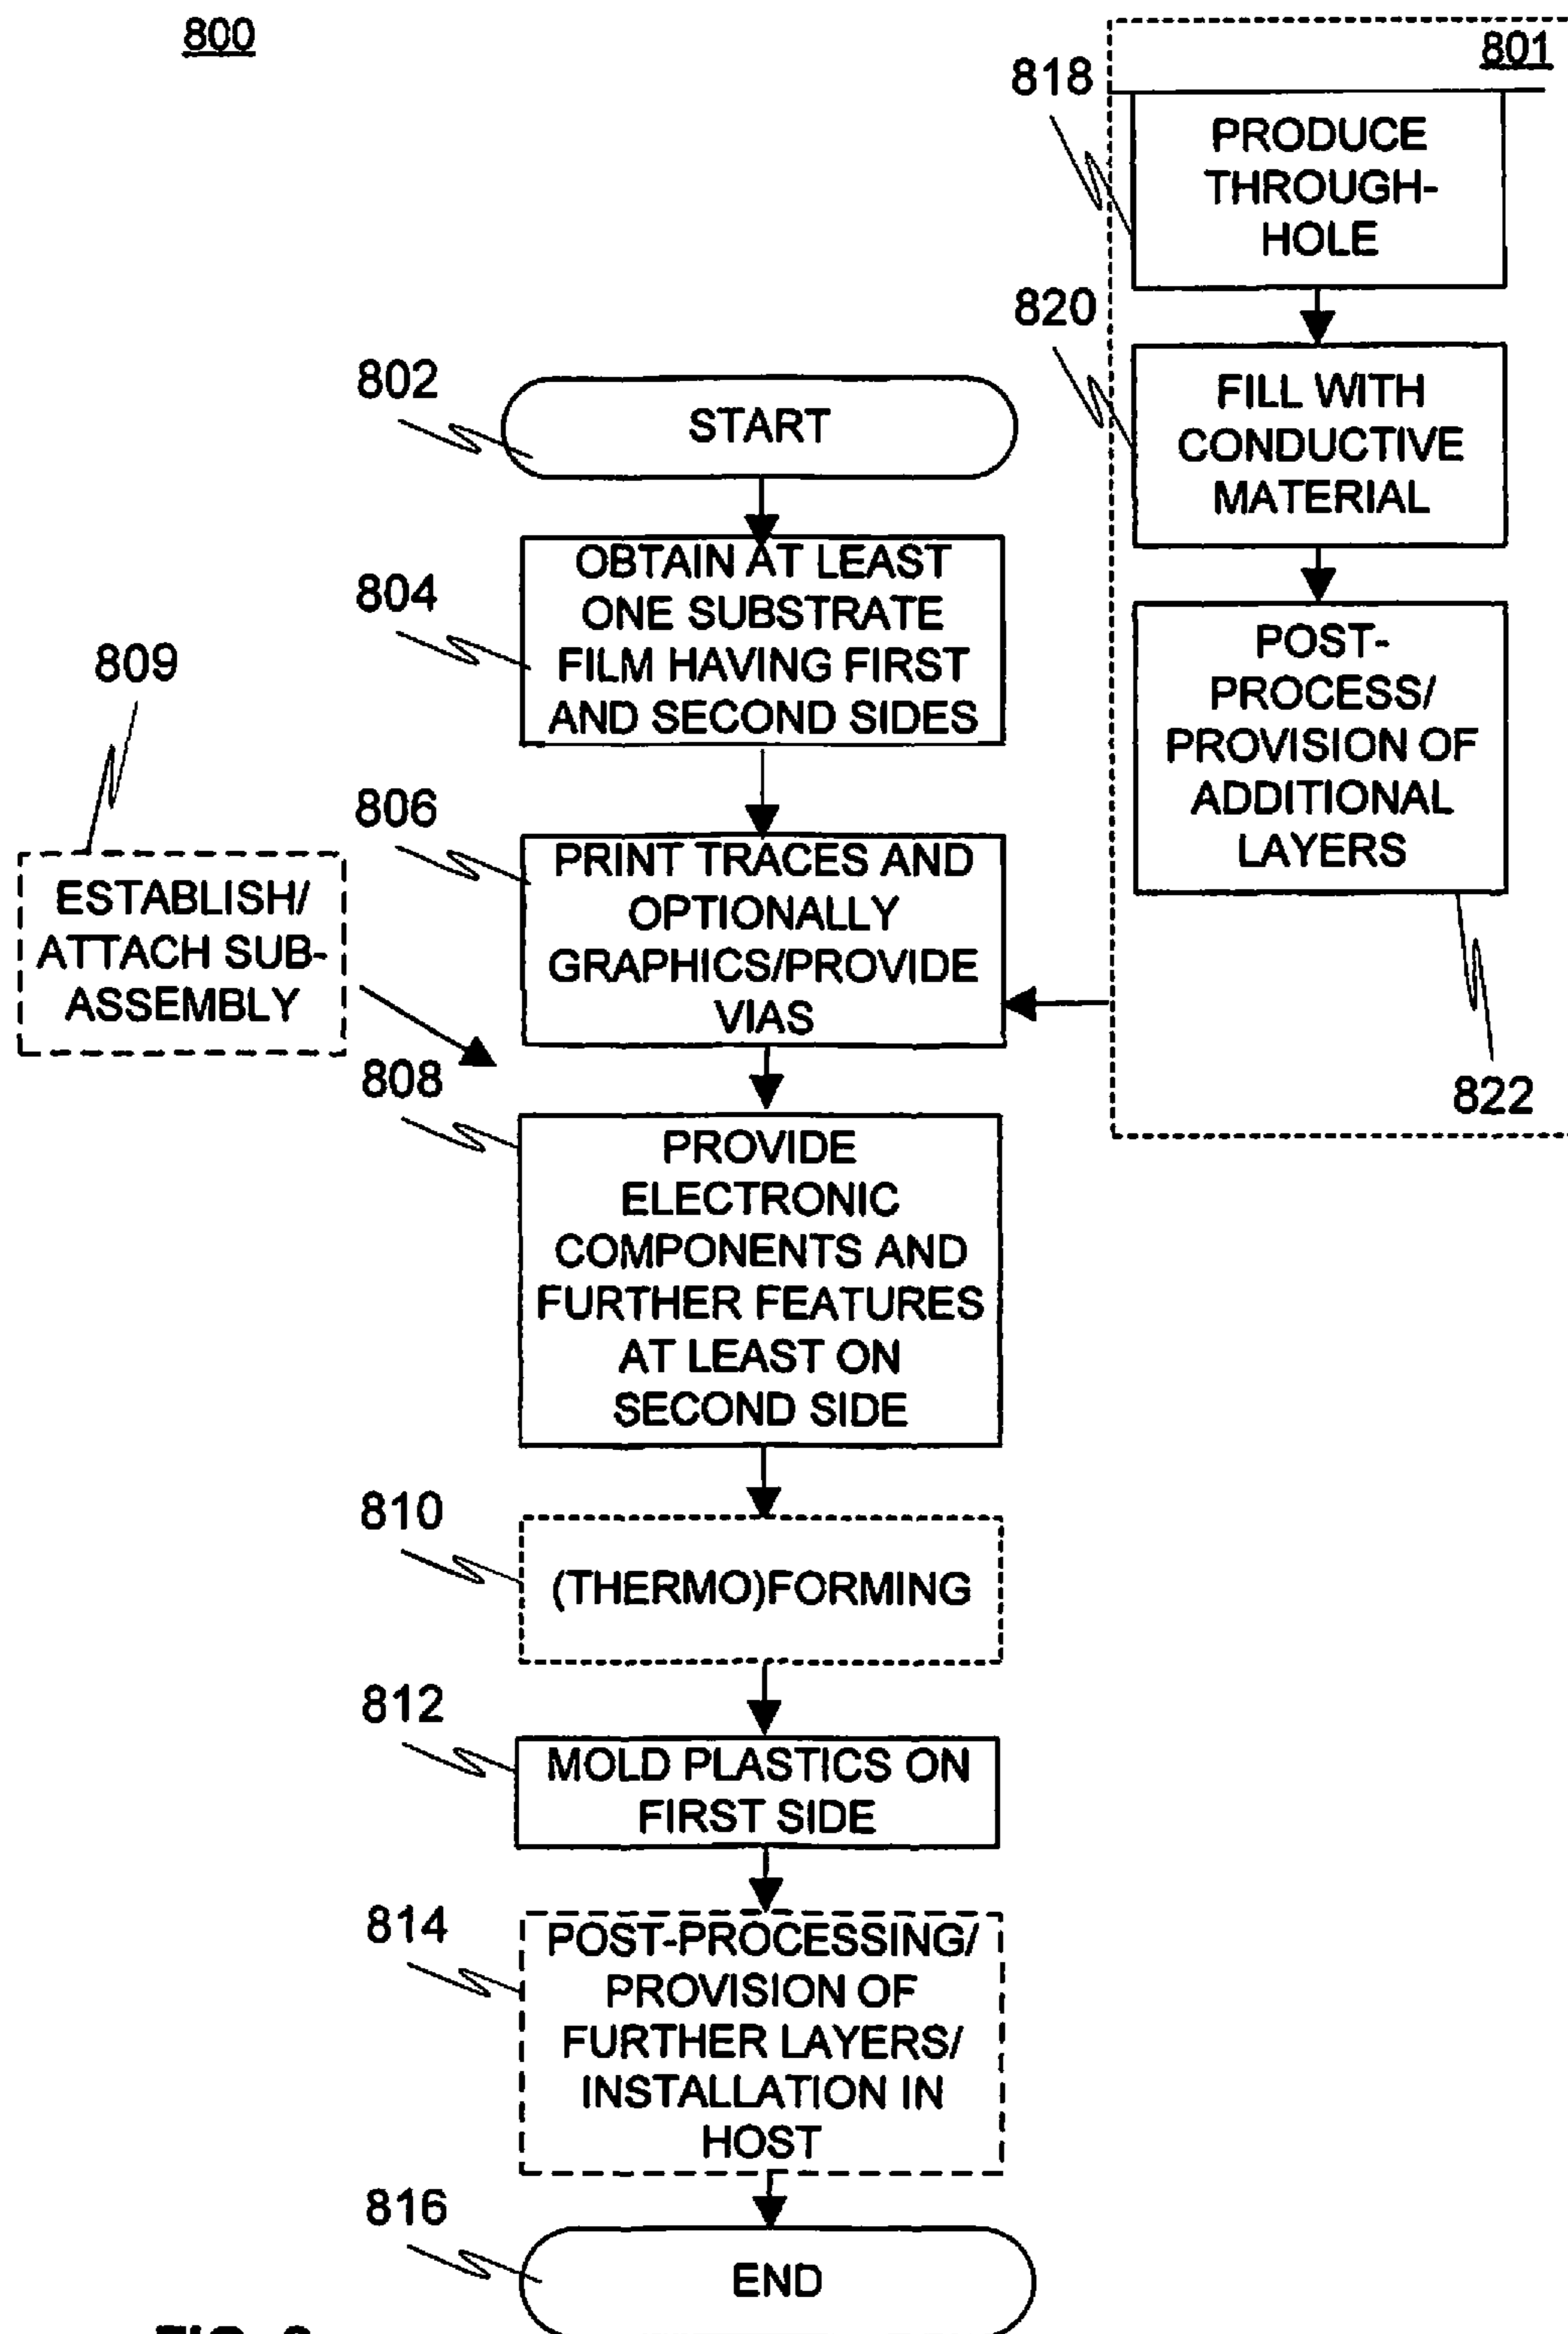 800
801
818
PRODUCE
THROUGH-
HOLE
820
FILL WITH
CONDUCTIVE
MATERIAL
POST-
PROCESS/
PROVISION OF
ADDITIONAL
LAYERS
822
802
START
804
OBTAIN AT LEAST
ONE SUBSTRATE
FILM HAVING FIRST
AND SECOND SIDES
809
ESTABLISH/
ATTACH SUB-
ASSEMBLY
806
PRINT TRACES AND
OPTIONALLY
GRAPHICS/PROVIDE
VIAS
808
PROVIDE
ELECTRONIC
COMPONENTS AND
FURTHER FEATURES
AT LEAST ON
SECOND SIDE
810
(THERMO)FORMING
812
MOLD PLASTICS ON
FIRST SIDE
814
POST-PROCESSING/
PROVISION OF
FURTHER LAYERS/
INSTALLATION IN
HOST
816
END